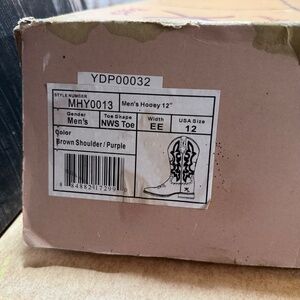 YDP00032
STYLE NUMBER
MHY0013
Men's Hooey 12"
Gender
Men's
Toe Shape
NWS Toe
Width
EE
USA Size
12
Color
Brown Shoulder / Purple